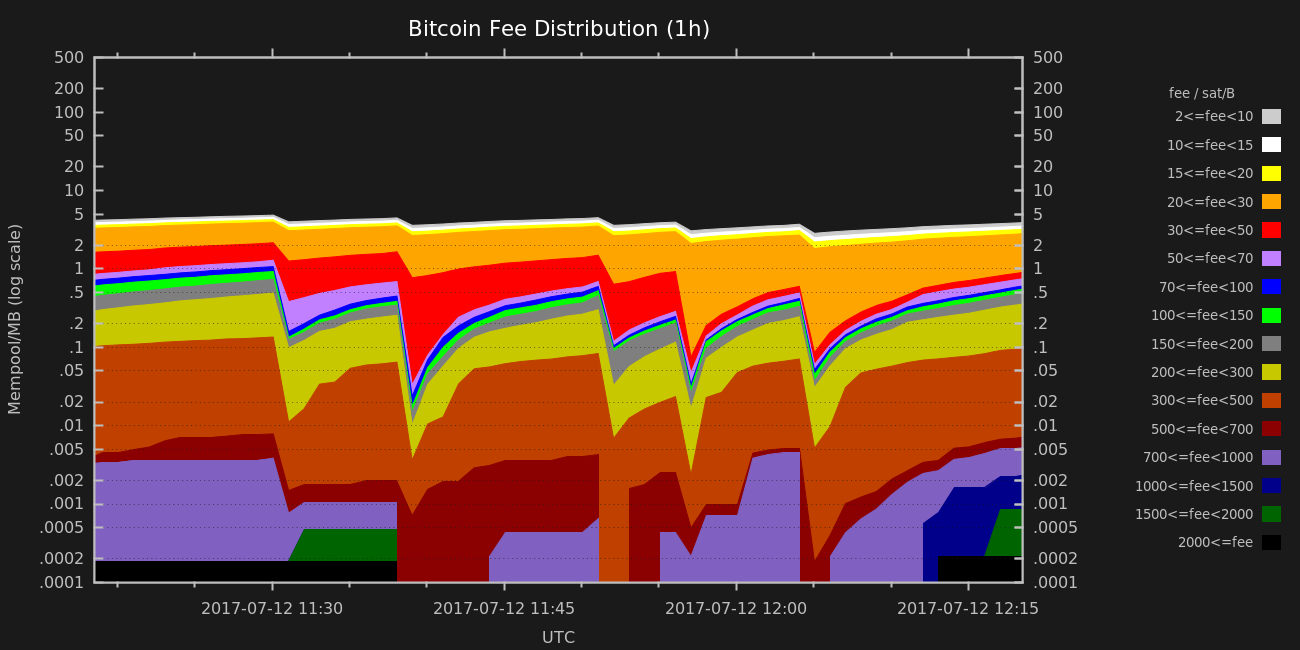 Bitcoin Fee Distribution (1h)
500 500
200 200
100 100
50 50
20 20
10 10
5 5
2 2
1 1
.5 .5
.2 .2
.1 .1
.05 .05
.02 .02
.01 .01
.005 .005
.002 .002
.001 .001
.0005 .0005
.0002 .0002
.0001 .0001
Mempool/MB (log scale)
2017-07-12 11:30 2017-07-12 11:45 2017-07-12 12:00 2017-07-12 12:15
UTC
fee / sat/B
2<=fee<10
10<=fee<15
15<=fee<20
20<=fee<30
30<=fee<50
50<=fee<70
70<=fee<100
100<=fee<150
150<=fee<200
200<=fee<300
300<=fee<500
500<=fee<700
700<=fee<1000
1000<=fee<1500
1500<=fee<2000
2000<=fee